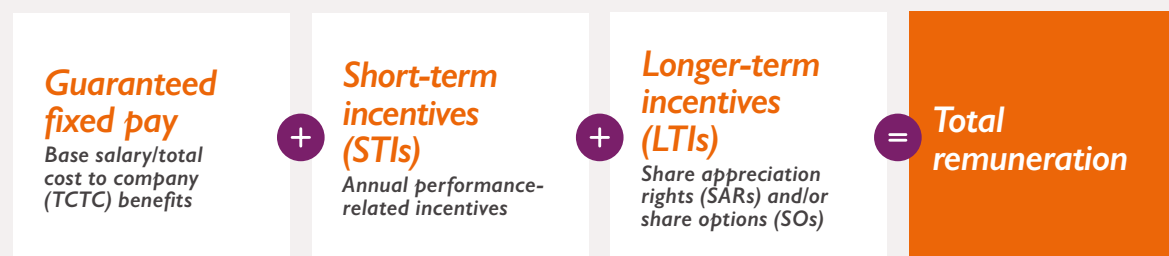 Guaranteed
fixed pay
Base salary/total
cost to company
(TCTC) benefits
+
Short-term
incentives
(STIs)
Annual performance-
related incentives
+
Longer-term
incentives
(LTIs)
Share appreciation
rights (SARs) and/or
share options (SOs)
=
Total
remuneration